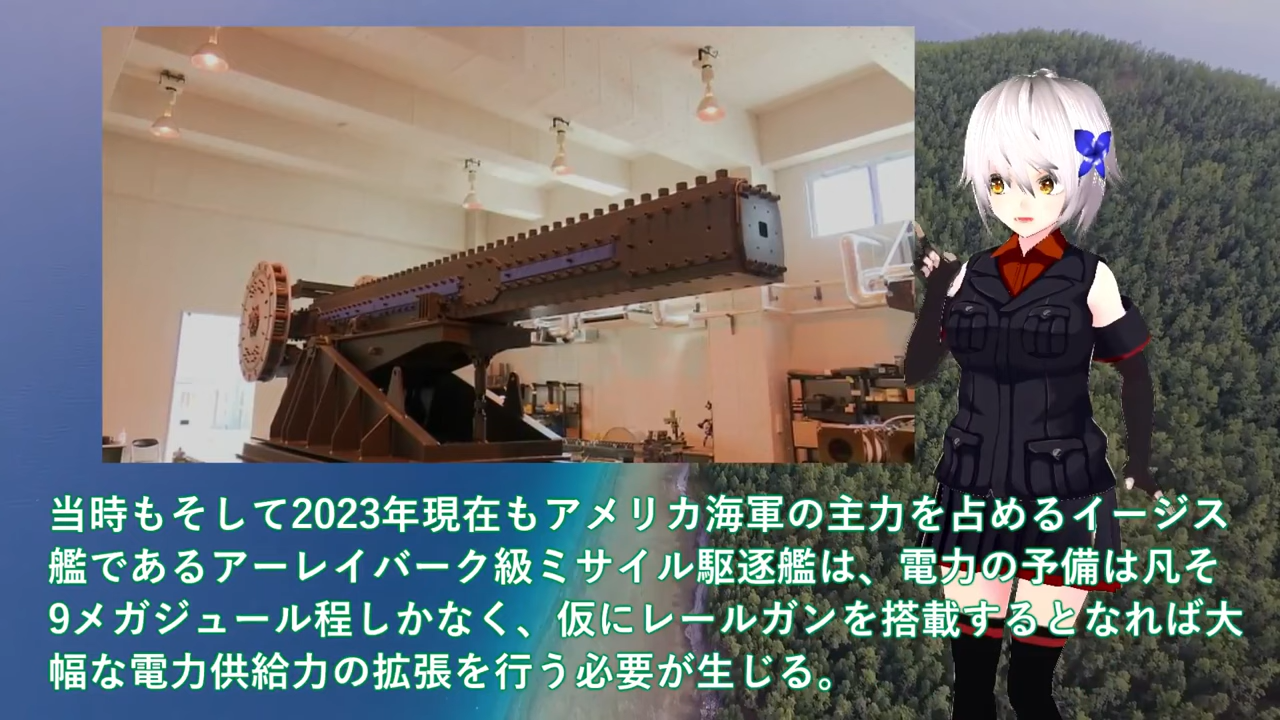 当時もそして2023年現在もアメリカ海軍の主力を占めるイージス
艦であるアーレイバーク級ミサイル駆逐艦は、電力の予備は凡そ
9メガジュール程しかなく、仮にレールガンを搭載するとなれば大
幅な電力供給力の拡張を行う必要が生じる。